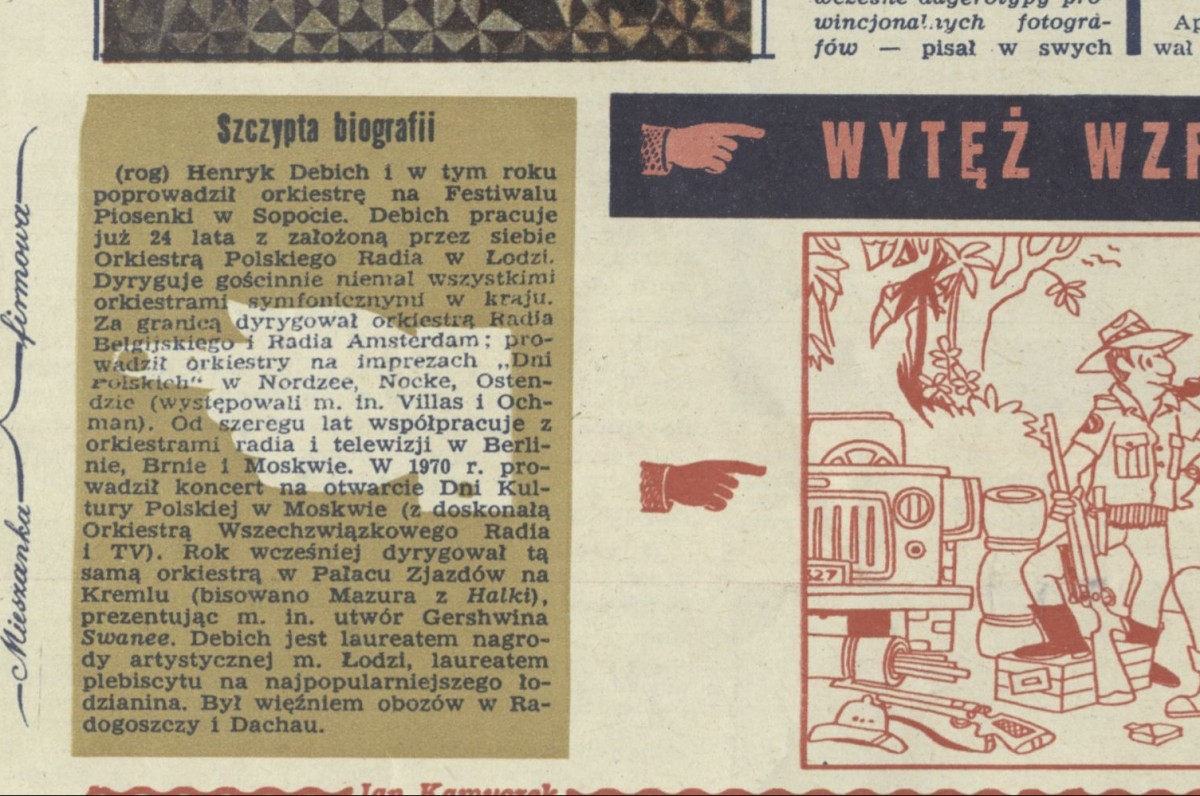 wincjonalnych fotogra-
fów — pisał w swych
Ap
wał
Mieszanka firmowa
Szczypta biografii
(rog) Henryk Debich i w tym roku
poprowadził orkiestrę na Festiwalu
Piosenki w Sopocie. Debich pracuje
już 24 lata z założoną przez siebie
Orkiestrą Polskiego Radia w Łodzi.
Dyryguje gościnnie niemal wszystkimi
orkiestrami symfonicznymi w kraju.
Za granicą dyrygował orkiestrą Radia
Belgijskiego i Radia Amsterdam; pro-
wadził orkiestry na imprezach „Dni
Polskich“ w Nordzee, Nocke, Osten-
dzie (występowali m. in. Villas i Och-
man). Od szeregu lat współpracuje z
orkiestrami radia i telewizji w Berli-
nie, Brnie i Moskwie. W 1970 r. pro-
wadził koncert na otwarcie Dni Kul-
tury Polskiej w Moskwie (z doskonałą
Orkiestrą Wszechzwiązkowego Radia
i TV). Rok wcześniej dyrygował tą
samą orkiestrą w Pałacu Zjazdów na
Kremlu (bisowano Mazura z Halki),
prezentując m. in. utwór Gershwina
Swanee. Debich jest laureatem nagro-
dy artystycznej m. Łodzi, laureatem
plebiscytu na najpopularniejszego ło-
dzianina. Był więźniem obozów w Ra-
dogoszczy i Dachau.
WYTĘŻ WZR
327
Jan Kamyczek